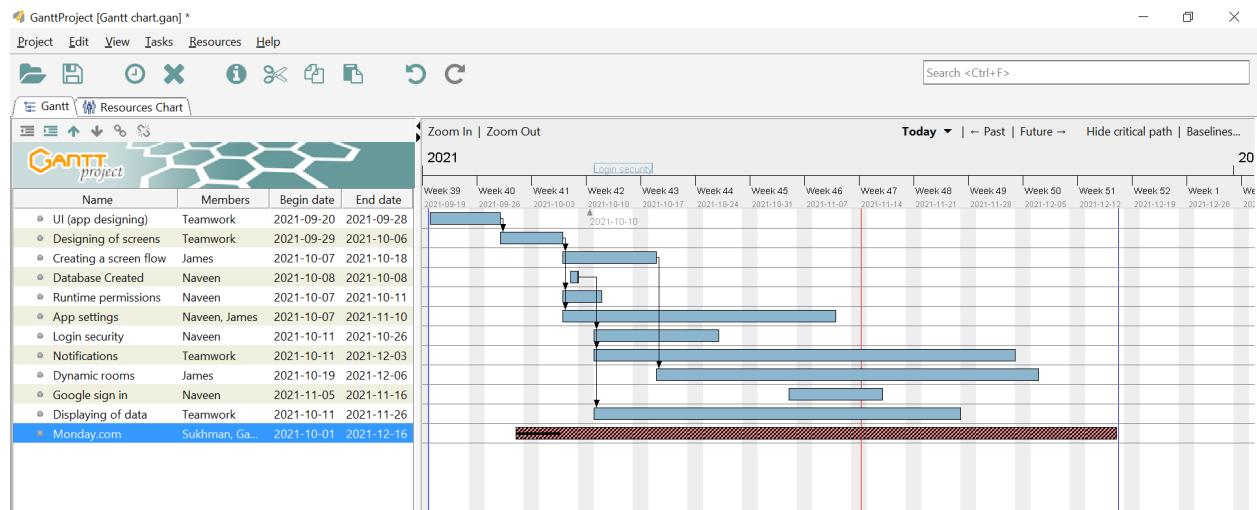 GanttProject [Gantt chart.gan] *
Project Edit View Tasks Resources Help
Search <Ctrl+F>
Gantt Resources Chart
Zoom In | Zoom Out Today | ← Past | Future → Hide critical path | Baselines...
GANTT project
2021 20
Login security
Week 39 Week 40 Week 41 Week 42 Week 43 Week 44 Week 45 Week 46 Week 47 Week 48 Week 49 Week 50 Week 51 Week 52 Week 1 We
2021-09-19 2021-09-26 2021-10-03 2021-10-10 2021-10-17 2021-10-24 2021-10-31 2021-11-07 2021-11-14 2021-11-21 2021-11-28 2021-12-05 2021-12-12 2021-12-19 2021-12-26 202
Name Members Begin date End date
UI (app designing) Teamwork 2021-09-20 2021-09-28
2021-10-10
Designing of screens Teamwork 2021-09-29 2021-10-06
Creating a screen flow James 2021-10-07 2021-10-18
Database Created Naveen 2021-10-08 2021-10-08
Runtime permissions Naveen 2021-10-07 2021-10-11
App settings Naveen, James 2021-10-07 2021-11-10
Login security Naveen 2021-10-11 2021-10-26
Notifications Teamwork 2021-10-11 2021-12-03
Dynamic rooms James 2021-10-19 2021-12-06
Google sign in Naveen 2021-11-05 2021-11-16
Displaying of data Teamwork 2021-10-11 2021-11-26
Monday.com Sukhman, Ga... 2021-10-01 2021-12-16